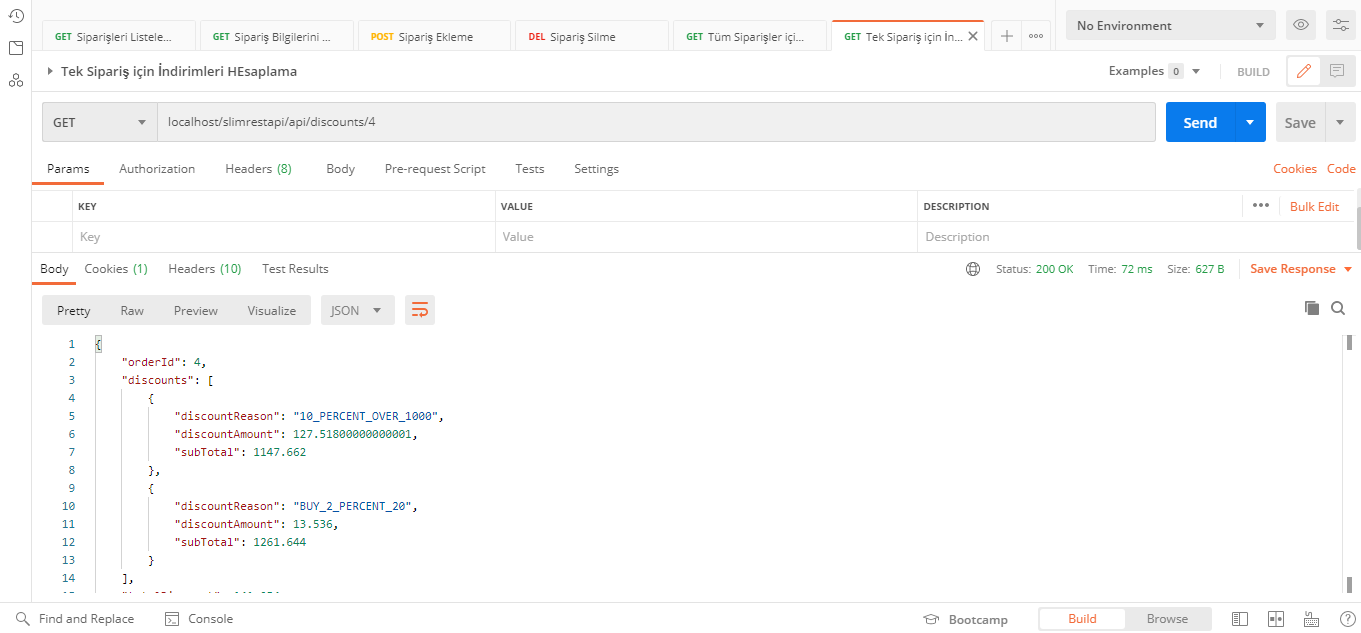 GET Siparişleri Listele...
GET Sipariş Bilgilerini ...
POST Sipariş Ekleme
DEL Sipariş Silme
GET Tüm Siparişler içi...
GET Tek Sipariş için İn...
No Environment
Tek Sipariş için İndirimleri HEsaplama
Examples 0
BUILD
GET
localhost/slimrestapi/api/discounts/4
Send
Save
Params Authorization Headers (8) Body Pre-request Script Tests Settings
Cookies Code
KEY VALUE DESCRIPTION
Bulk Edit
Key Value Description
Body Cookies (1) Headers (10) Test Results
Status: 200 OK Time: 72 ms Size: 627 B
Save Response
Pretty Raw Preview Visualize JSON
1 {
2 "orderId": 4,
3 "discounts": [
4 {
5 "discountReason": "10_PERCENT_OVER_1000",
6 "discountAmount": 127.51800000000001,
7 "subTotal": 1147.662
8 },
9 {
10 "discountReason": "BUY_2_PERCENT_20",
11 "discountAmount": 13.536,
12 "subTotal": 1261.644
13 }
14 ],
Find and Replace
Console
Bootcamp
Build
Browse